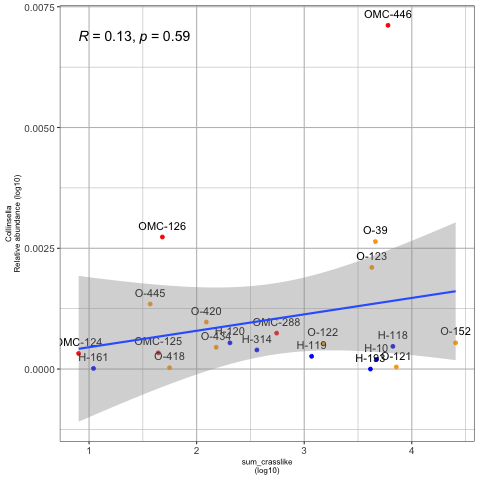 0.0075
OMC-446
R = 0.13, p = 0.59
0.0050
OMC-126
O-39
O-123
0.0025
O-445
O-420
OMC-288
H-120
O-122
O-152
OMC-124
OMC-125
O-434
H-314
H-119
H-118
H-10
H-161
O-418
H-193
O-121
0.0000
1
2
3
4
sum_crasslike
(log10)
Collinsella
Relative abundance (log10)